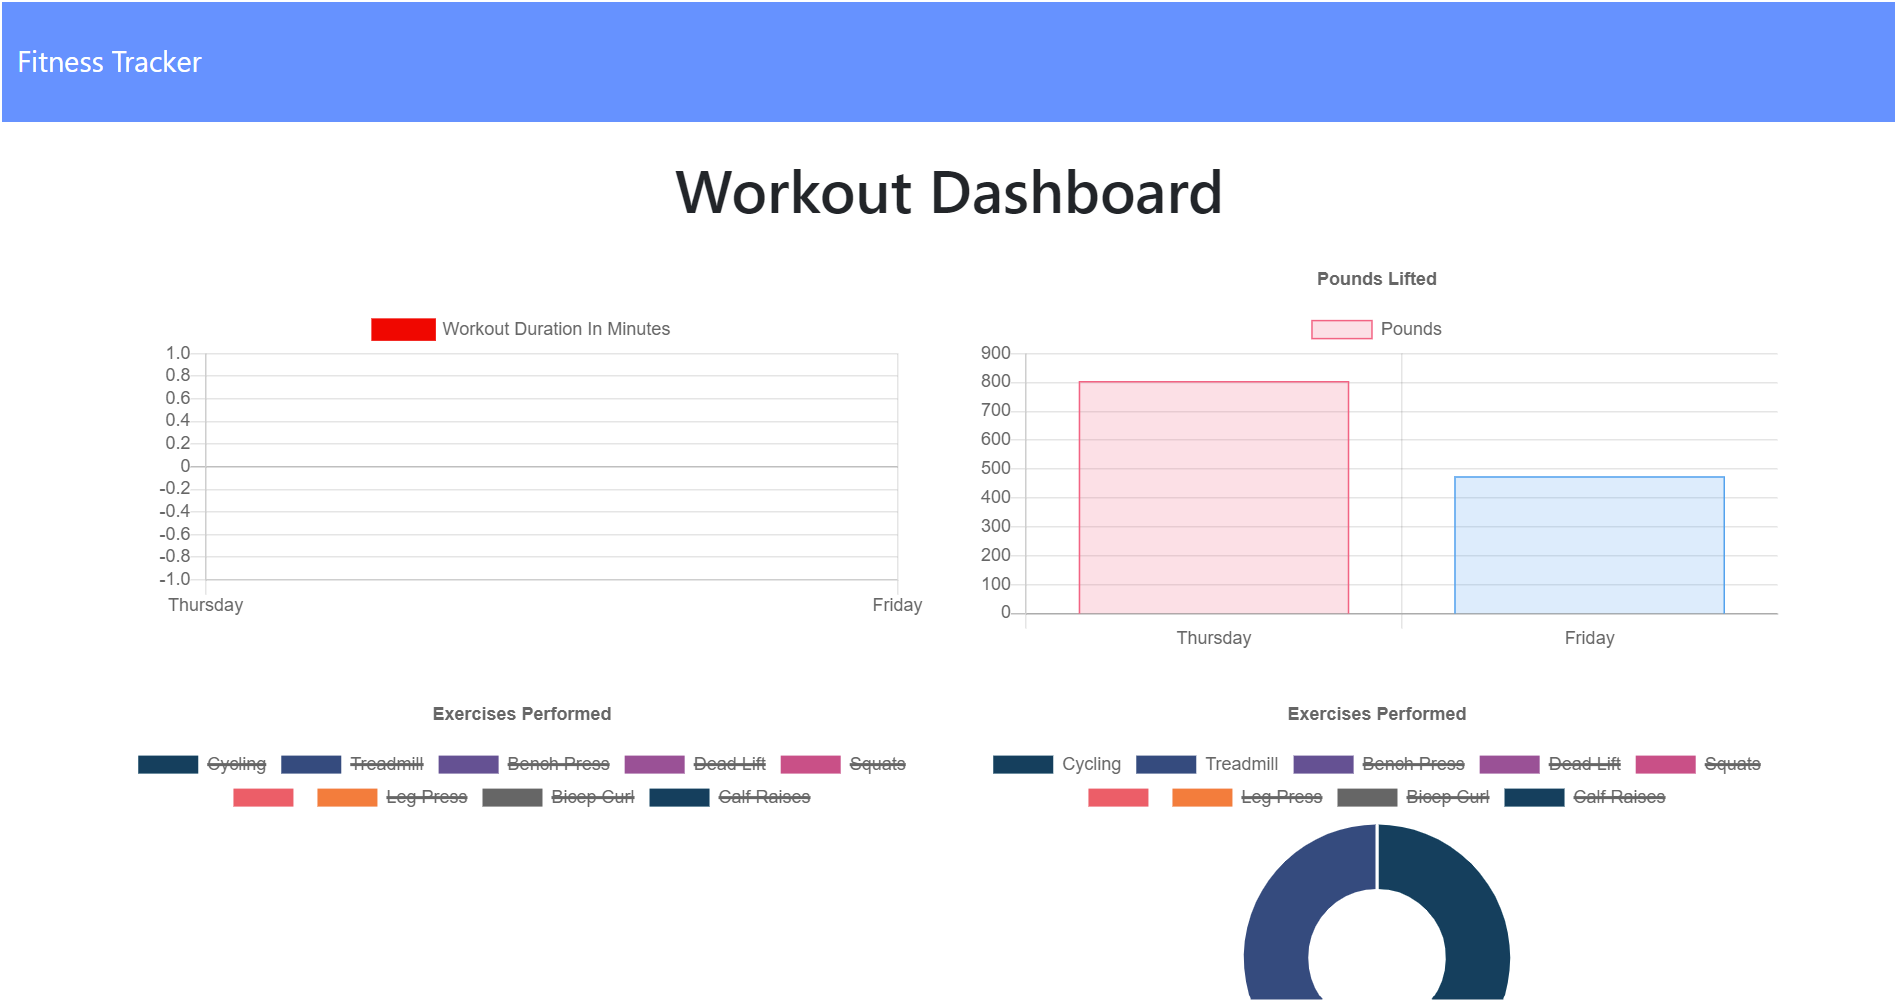 Fitness Tracker
Workout Dashboard
Workout Duration In Minutes
1.0
0.8
0.6
0.4
0.2
0
-0.2
-0.4
-0.6
-0.8
-1.0
Thursday Friday
Pounds Lifted
Pounds
900
800
700
600
500
400
300
200
100
0
Thursday Friday
Exercises Performed
Cycling Treadmill Bench Press Dead Lift Squats
Leg Press Bicep Curl Calf Raises
Exercises Performed
Cycling Treadmill Bench Press Dead Lift Squats
Leg Press Bicep Curl Calf Raises